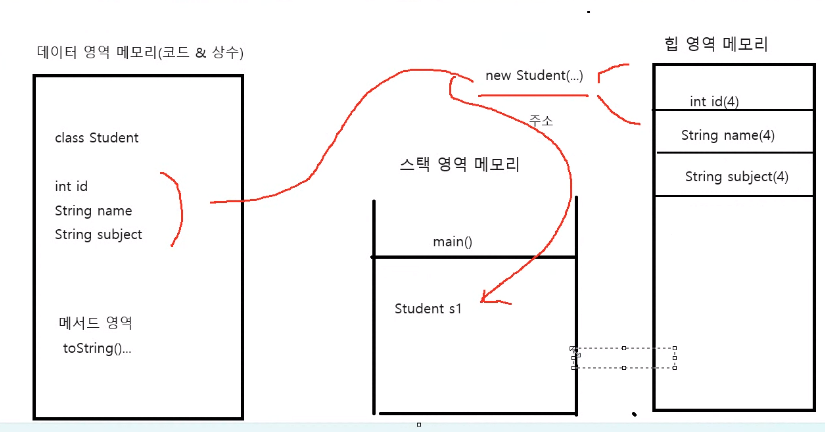 데이터 영역 메모리(코드 & 상수)
class Student
int id
String name
String subject
메서드 영역
toString()...
new Student(...)
주소
스택 영역 메모리
main()
Student s1
힙 영역 메모리
int id(4)
String name(4)
String subject(4)